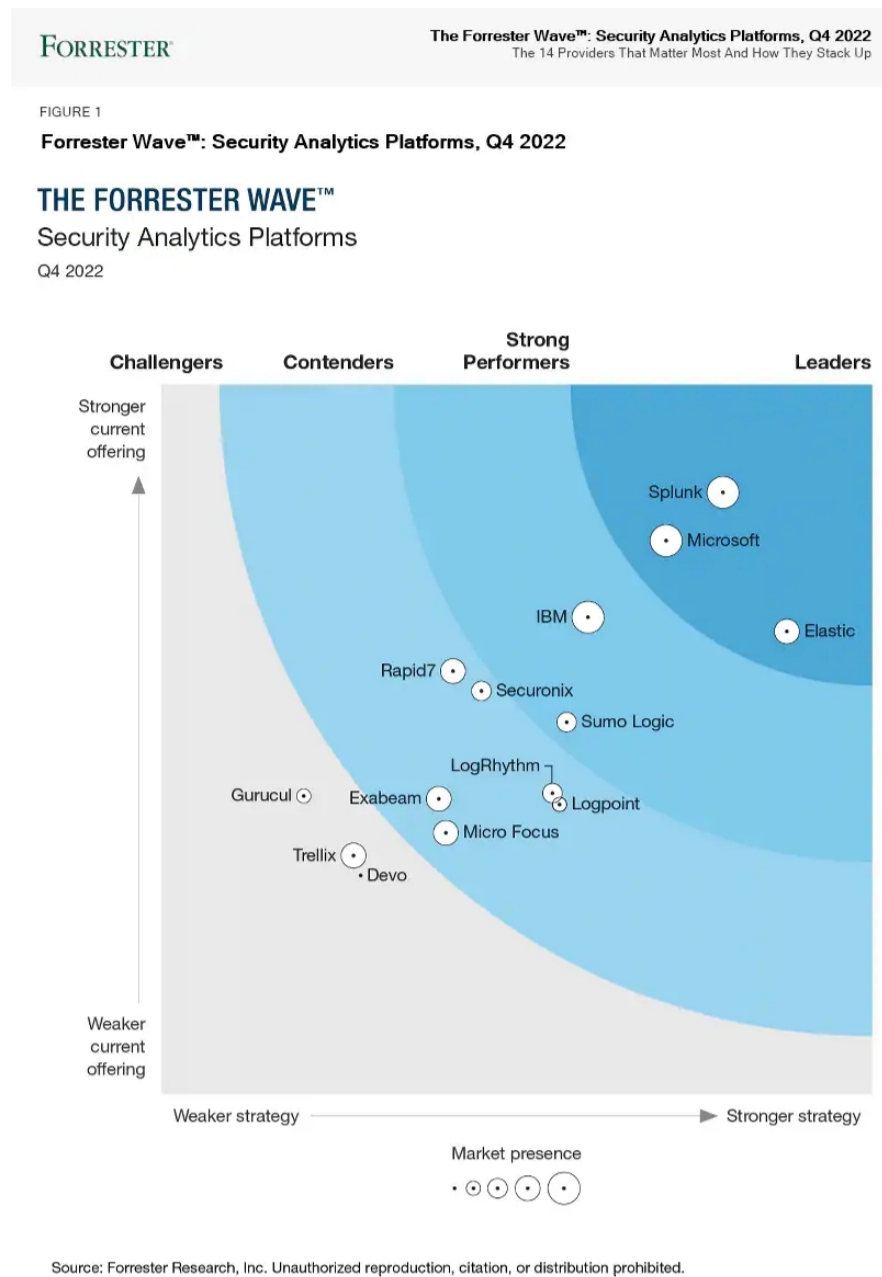 FORRESTER®
The Forrester Wave™: Security Analytics Platforms, Q4 2022
The 14 Providers That Matter Most And How They Stack Up
FIGURE 1
Forrester Wave™: Security Analytics Platforms, Q4 2022
THE FORRESTER WAVE™
Security Analytics Platforms
Q4 2022
Challengers
Contenders
Strong
Performers
Leaders
Stronger
current
offering
Splunk
Microsoft
IBM
Elastic
Rapid7
Securonix
Sumo Logic
LogRhythm
Gurucul
Exabeam
Logpoint
Micro Focus
Trellix
Devo
Weaker
current
offering
Weaker strategy
Stronger strategy
Market presence
Source: Forrester Research, Inc. Unauthorized reproduction, citation, or distribution prohibited.